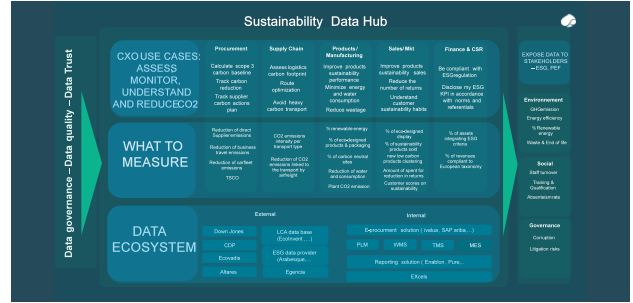 Sustainability Data Hub
Data governance – Data quality – Data Trust
CXO USE CASES:
ASSESS
MONITOR,
UNDERSTAND
AND REDUCECO2
Procurement
Calculate scope 3
carbon baseline
Track carbon
reduction
Track supplier
carbon actions
plan
Supply Chain
Assess logistics
carbon footprint
Route
optimization
Avoid heavy
carbon transport
Products /
Manufacturing
Improve products
sustainability
performance
Minimize energy
and water
consumption
Reduce wastage
Sales/Mkt
Improve products
sustainability sales
Reduce the
number of returns
Understand
customer
sustainability habits
Finance & CSR
Be compliant with
ESGregulation
Disclose my ESG
KPI in accordance
with norms and
referentials
WHAT TO
MEASURE
Reduction of direct
Supplier emissions
Reduction of business
travel emissions
Reduction of carfleet
emissions
TSCO
CO2 emissions
intensity per
transport type
Reduction of CO2
emissions linked to
the transport by
airfreight
% renewable energy
% of eco-designed
products & packaging
% of carbon neutral
sites
Reduction of water
and consumption
Plant CO2 emission
% of eco-designed
display
% of sustainability
products sold
new low carbon
products clustering
Amount of spent for
reduction in returns
Customer scores on
sustainability
% of assets
integrating ESG
criteria
% of revenues
compliant to
European taxonomy
DATA
ECOSYSTEM
External
Down Jones
CDP
Ecovadis
Altares
LCA data base
(Ecoinvent ,...)
ESG data provider
(Arabesque,...
Egencia
Internal
E-procurment solution ( Ivalua, SAP ariba....)
PLM
WMS
TMS
MES
Reporting solution ( Enablon , Pure...
EXcels
EXPOSE DATA TO
STAKEHOLDERS
– ESG, PEF
Environnement
GHGemission
Energy efficiency
% Renewable
energy
Waste & End of life
Social
Staff turnover
Training &
Qualification
Absenteismrate
Governance
Corruption
Litigation risks